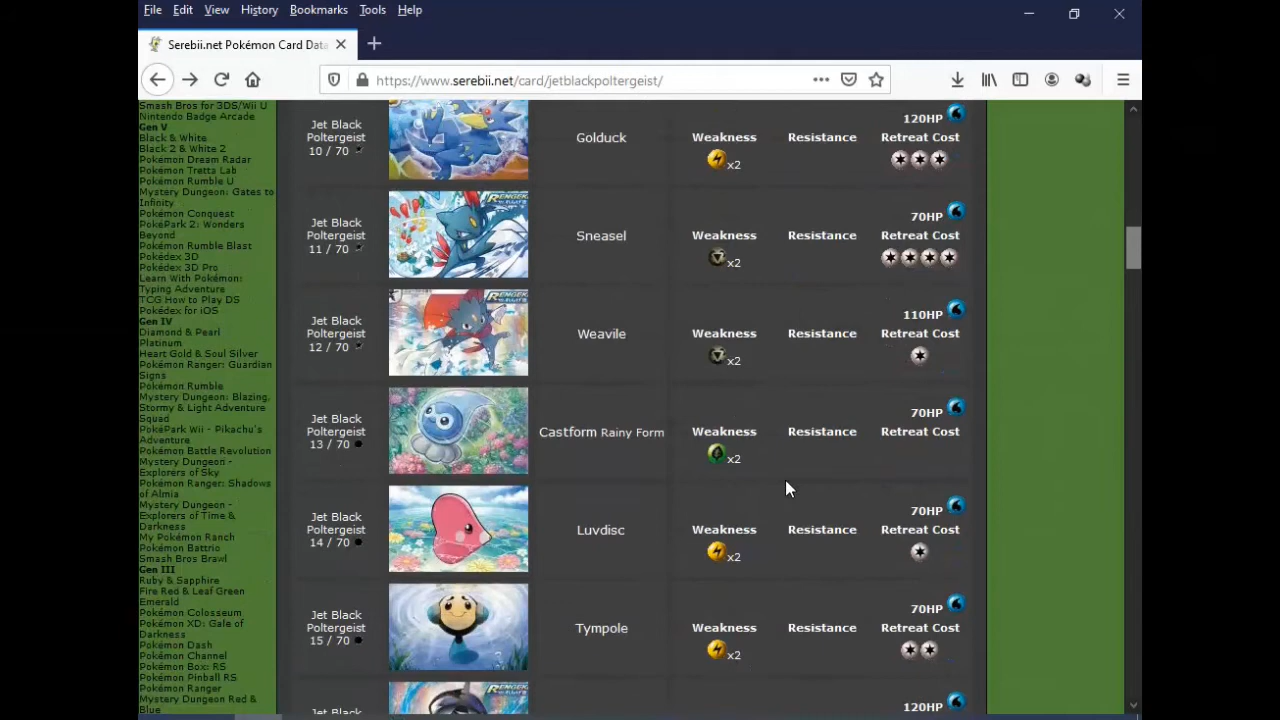 File Edit View History Bookmarks Tools Help
Serebii.net Pokémon Card Data
https://www.serebii.net/card/jetblackpoltergeist/
Smash Bros for 3DS/Wii U
Nintendo Badge Arcade
Gen V
Black & White
Black 2 & White 2
Pokémon Dream Radar
Pokémon Tretta Lab
Pokémon Rumble U
Mystery Dungeon: Gates to
Infinity
Pokémon Conquest
PokéPark 2: Wonders
Beyond
Pokémon Rumble Blast
Pokédex 3D
Pokédex 3D Pro
Learn With Pokémon:
Typing Adventure
TCG How to Play DS
Pokédex for iOS
Gen IV
Diamond & Pearl
Platinum
Heart Gold & Soul Silver
Pokémon Ranger: Guardian
Signs
Pokémon Rumble
Mystery Dungeon: Blazing,
Stormy & Light Adventure
Squad
PokéPark Wii - Pikachu's
Adventure
Pokémon Battle Revolution
Mystery Dungeon -
Explorers of Sky
Pokémon Ranger: Shadows
of Almia
Mystery Dungeon -
Explorers of Time &
Darkness
My Pokémon Ranch
Pokémon Battrio
Smash Bros Brawl
Gen III
Ruby & Sapphire
Fire Red & Leaf Green
Emerald
Pokémon Colosseum
Pokémon XD: Gale of
Darkness
Pokémon Dash
Pokémon Channel
Pokémon Box: RS
Pokémon Pinball RS
Pokémon Ranger
Mystery Dungeon Red &
Blue
Jet Black
Poltergeist
10 / 70
Golduck
120HP
Weakness Resistance Retreat Cost
x2
Jet Black
Poltergeist
11 / 70
Sneasel
70HP
Weakness Resistance Retreat Cost
x2
Jet Black
Poltergeist
12 / 70
Weavile
110HP
Weakness Resistance Retreat Cost
x2
Jet Black
Poltergeist
13 / 70
Castform Rainy Form
70HP
Weakness Resistance Retreat Cost
x2
Jet Black
Poltergeist
14 / 70
Luvdisc
70HP
Weakness Resistance Retreat Cost
x2
Jet Black
Poltergeist
15 / 70
Tympole
70HP
Weakness Resistance Retreat Cost
x2
Jet Black
120HP